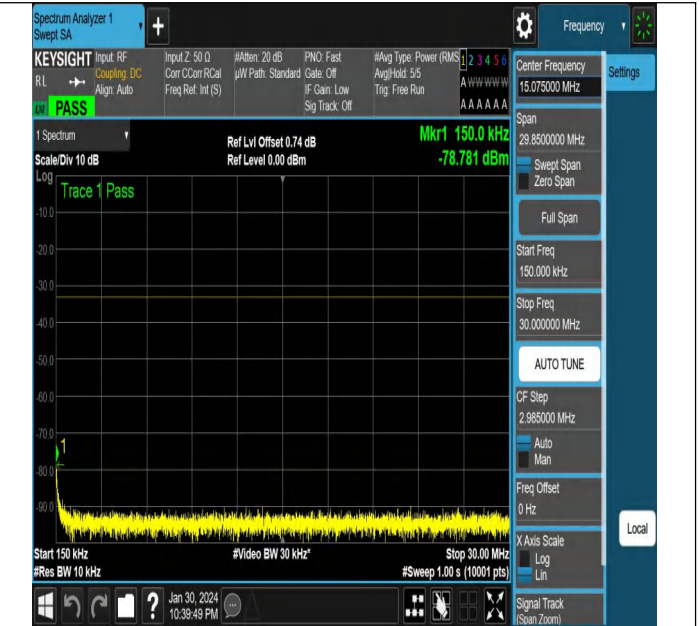 Spectrum Analyzer 1
Swept SA
+
Frequency
KEYSIGHT
RL
LXI PASS
Input: RF
Coupling: DC
Align: Auto
Input Z: 50 Ω
Corr CCorr RCal
Freq Ref: Int (S)
#Atten: 20 dB
µW Path: Standard
PNO: Fast
Gate: Off
IF Gain: Low
Sig Track: Off
#Avg Type: Power (RMS
Avg|Hold: 5/5
Trig: Free Run
1 2 3 4 5 6
A W W W W W
A A A A A A
1 Spectrum
Scale/Div 10 dB
Ref Lvl Offset 0.74 dB
Ref Level 0.00 dBm
Mkr1 150.0 kHz
-78.781 dBm
Log
Trace 1 Pass
-10.0
-20.0
-30.0
-40.0
-50.0
-60.0
-70.0
1
-80.0
-90.0
Start 150 kHz
#Video BW 30 kHz*
Stop 30.00 MHz
#Res BW 10 kHz
#Sweep 1.00 s (10001 pts)
?
Jan 30, 2024
10:39:49 PM
Center Frequency
15.075000 MHz
Settings
Span
29.8500000 MHz
Swept Span
Zero Span
Full Span
Start Freq
150.000 kHz
Stop Freq
30.000000 MHz
AUTO TUNE
CF Step
2.985000 MHz
Auto
Man
Freq Offset
0 Hz
X Axis Scale
Log
Lin
Local
Signal Track
(Span Zoom)